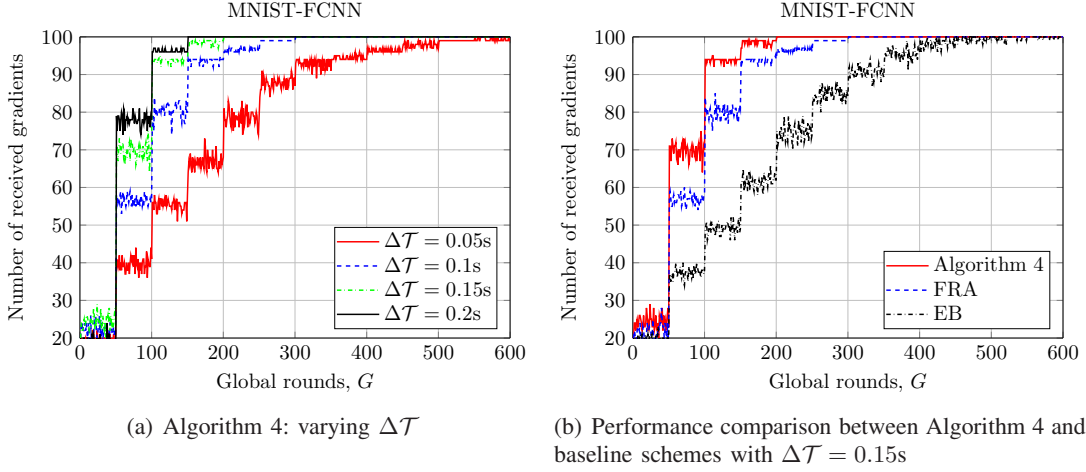 MNIST-FCNN
Number of received gradients
100
90
80
70
60
50
40
30
20
0
100
200
300
400
500
600
Δ𝒯 = 0.05s
Δ𝒯 = 0.1s
Δ𝒯 = 0.15s
Δ𝒯 = 0.2s
Global rounds, G
(a) Algorithm 4: varying Δ𝒯
MNIST-FCNN
Number of received gradients
100
90
80
70
60
50
40
30
20
0
100
200
300
400
500
600
Algorithm 4
FRA
EB
Global rounds, G
(b) Performance comparison between Algorithm 4 and
baseline schemes with Δ𝒯 = 0.15s